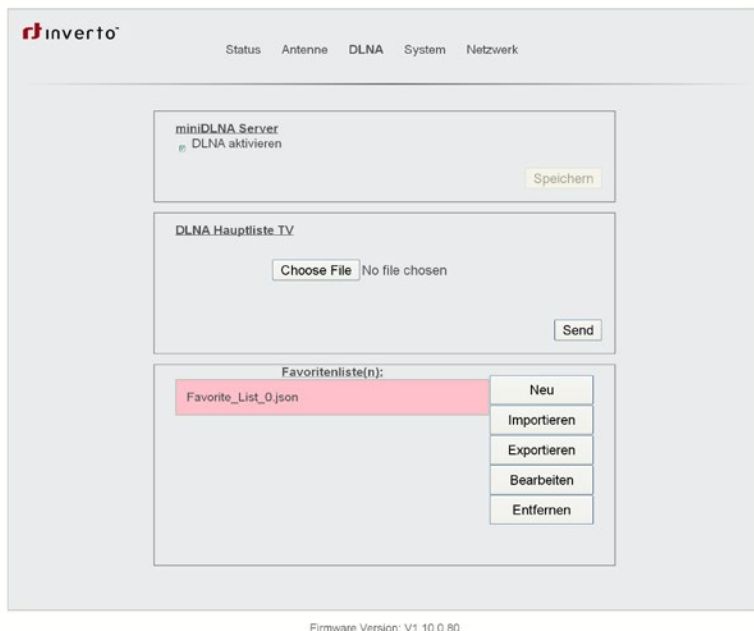 inverto
Status Antenne DLNA System Netzwerk
miniDLNA Server
DLNA aktivieren
Speichern
DLNA Hauptliste TV
Choose File No file chosen
Send
Favoritenliste(n):
Favorite_List_0.json
Neu
Importieren
Exportieren
Bearbeiten
Entfernen
Firmware Version: V1.10.0.80